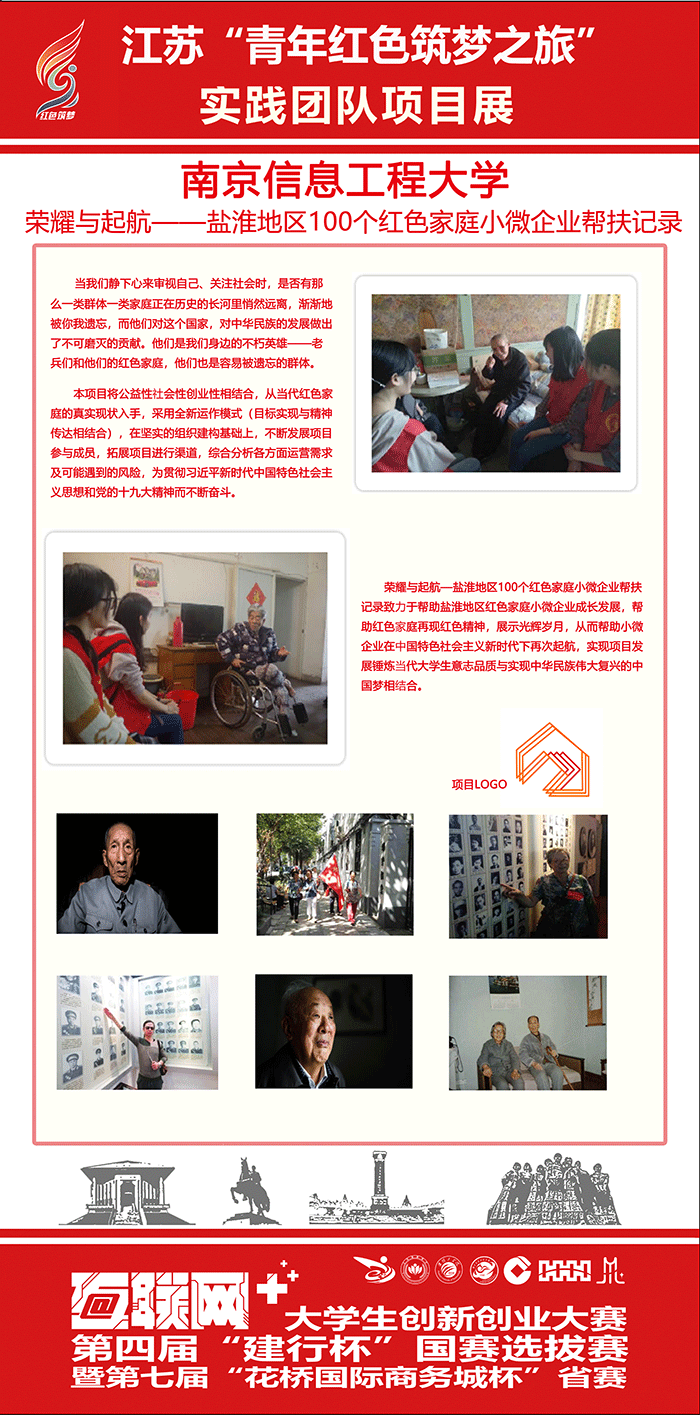 江苏“青年红色筑梦之旅”
实践团队项目展
红色筑梦
南京信息工程大学
荣耀与起航——盐淮地区100个红色家庭小微企业帮扶记录
当我们静下心来审视自己、关注社会时，是否有那
么一类群体一类家庭正在历史的长河里悄然远离，渐渐地
被你我遗忘，而他们对这个国家，对中华民族的发展做出
了不可磨灭的贡献。他们是我们身边的不朽英雄——老
兵们和他们的红色家庭，他们也是容易被遗忘的群体。
本项目将公益性社会性创业性相结合，从当代红色家
庭的真实现状入手，采用全新运作模式（目标实现与精神
传达相结合），在坚实的组织建构基础上，不断发展项目
参与成员，拓展项目进行渠道，综合分析各方面运营需求
及可能遇到的风险，为贯彻习近平新时代中国特色社会主
义思想和党的十九大精神而不断奋斗。
荣耀与起航—盐淮地区100个红色家庭小微企业帮扶
记录致力于帮助盐淮地区红色家庭小微企业成长发展，帮
助红色家庭再现红色精神，展示光辉岁月，从而帮助小微
企业在中国特色社会主义新时代下再次起航，实现项目发
展锤炼当代大学生意志品质与实现中华民族伟大复兴的中
国梦相结合。
项目LOGO
互联网++
大学生创新创业大赛
第四届“建行杯”国赛选拔赛
暨第七届“花桥国际商务城杯”省赛